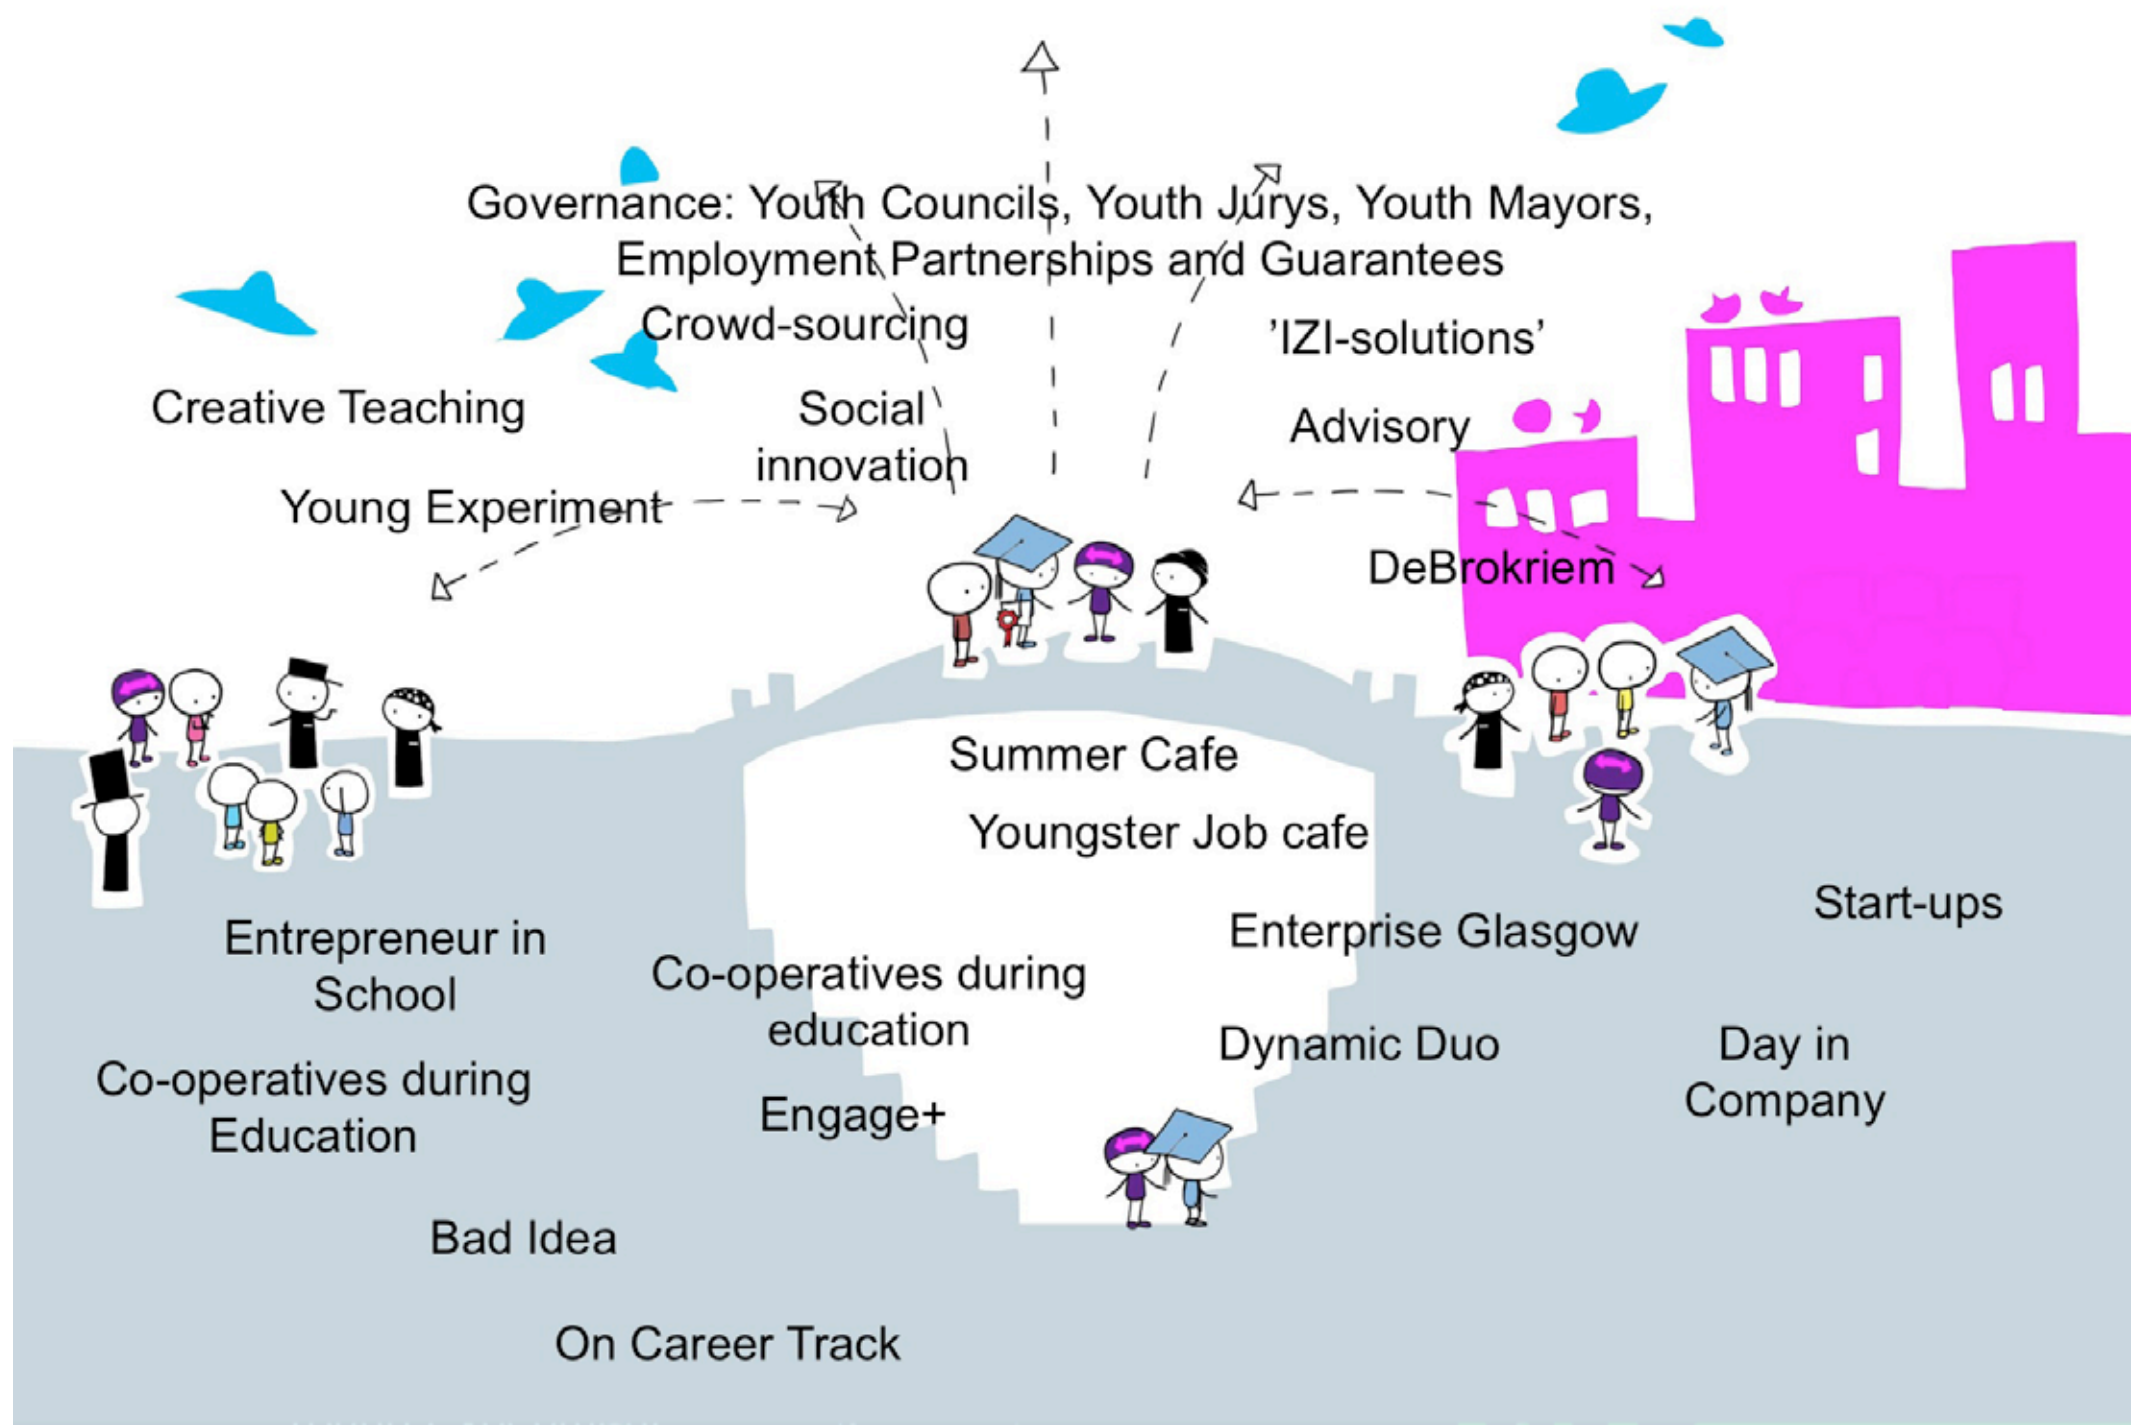 Governance: Youth Councils, Youth Jurys, Youth Mayors,
Employment Partnerships and Guarantees
Crowd-sourcing
'IZI-solutions'
Creative Teaching
Social
innovation
Advisory
Young Experiment
DeBrokriem
Summer Cafe
Youngster Job cafe
Entrepreneur in
School
Co-operatives during
education
Enterprise Glasgow
Start-ups
Co-operatives during
Education
Engage+
Dynamic Duo
Day in
Company
Bad Idea
On Career Track